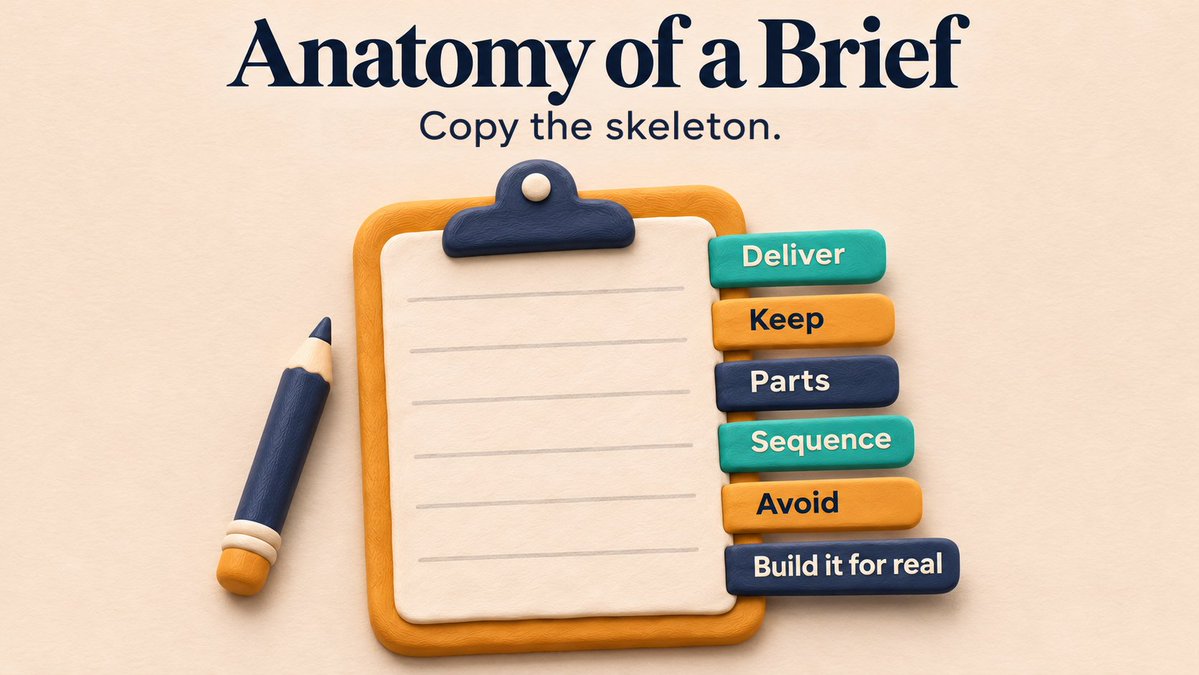 Anatomy of a Brief
Copy the skeleton.
Deliver
Keep
Parts
Sequence
Avoid
Build it for real